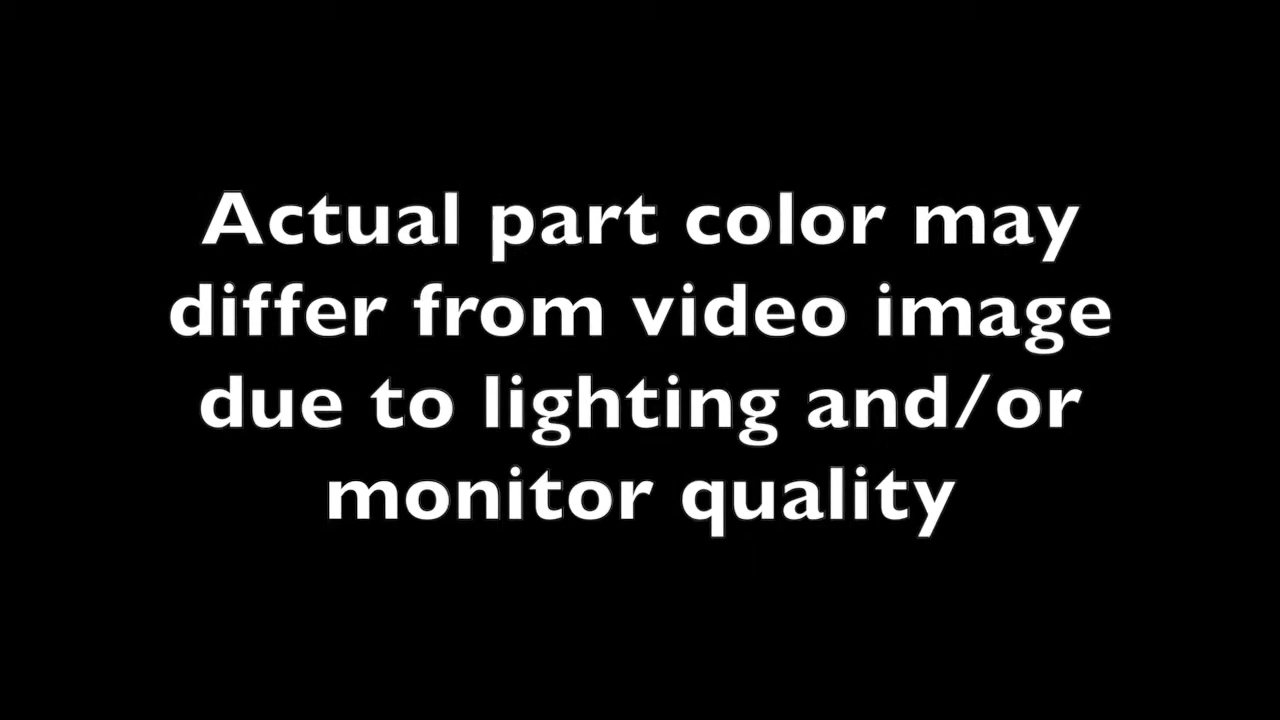 Actual part color may
differ from video image
due to lighting and/or
monitor quality